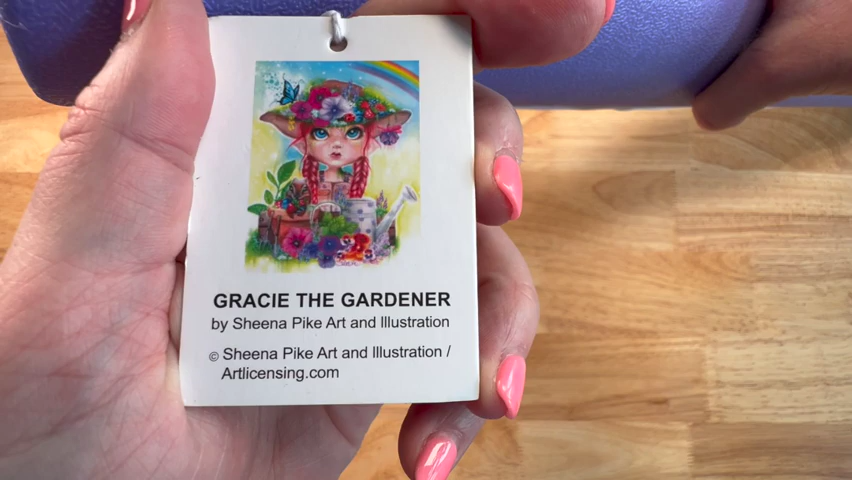 GRACIE THE GARDENER
by Sheena Pike Art and Illustration
© Sheena Pike Art and Illustration /
Artlicensing.com